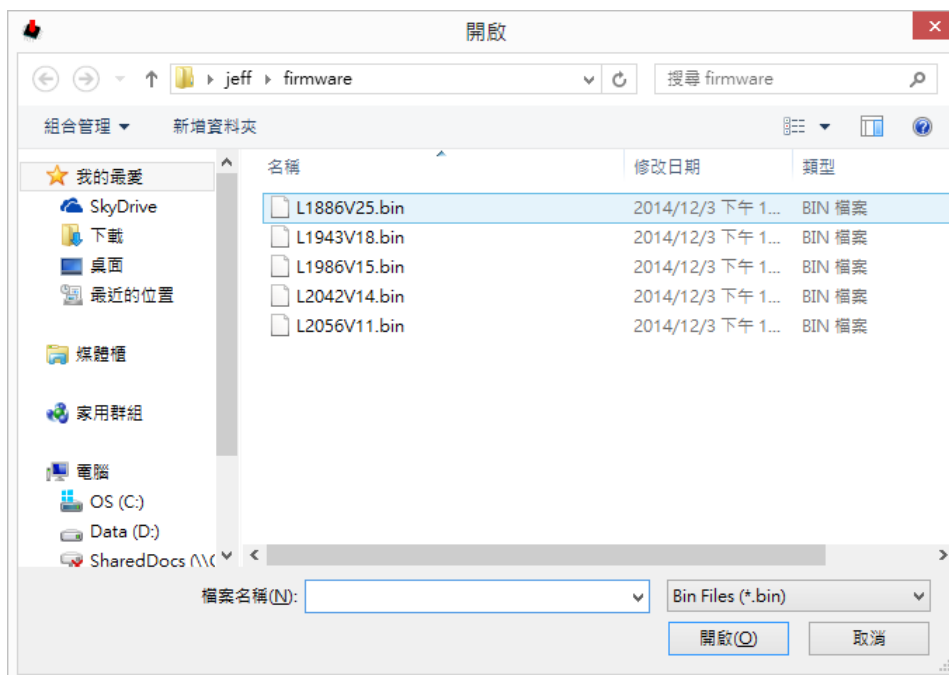 開啟
jeff firmware
搜尋 firmware
組合管理
新增資料夾
我的最愛
SkyDrive
下載
桌面
最近的位置
媒體櫃
家用群組
電腦
OS (C:)
Data (D:)
SharedDocs (\\
名稱 修改日期 類型
L1886V25.bin 2014/12/3 下午 1... BIN 檔案
L1943V18.bin 2014/12/3 下午 1... BIN 檔案
L1986V15.bin 2014/12/3 下午 1... BIN 檔案
L2042V14.bin 2014/12/3 下午 1... BIN 檔案
L2056V11.bin 2014/12/3 下午 1... BIN 檔案
檔案名稱(N):
Bin Files (*.bin)
開啟(O)
取消